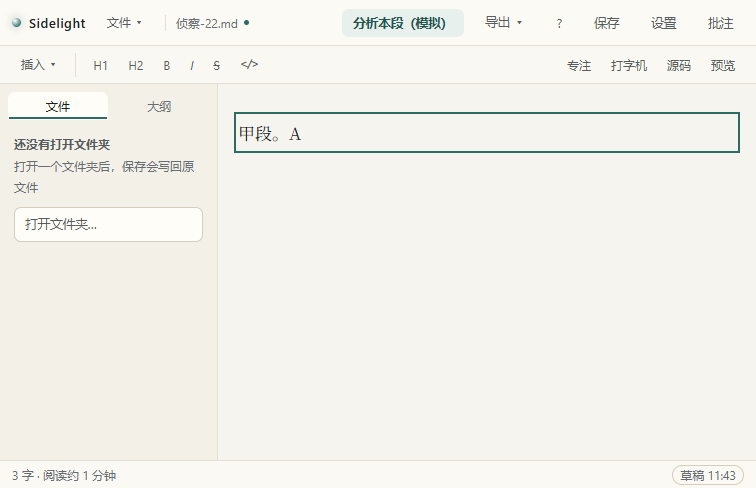 Sidelight 文件 ▾ 侦察-22.md ● 分析本段（模拟） 导出 ▾ ? 保存 设置 批注
插入 ▾ H1 H2 B I S </> 专注 打字机 源码 预览
文件 大纲
还没有打开文件夹
打开一个文件夹后，保存会写回原
文件
打开文件夹…
甲段。A
3 字 · 阅读约 1 分钟 草稿 11:43